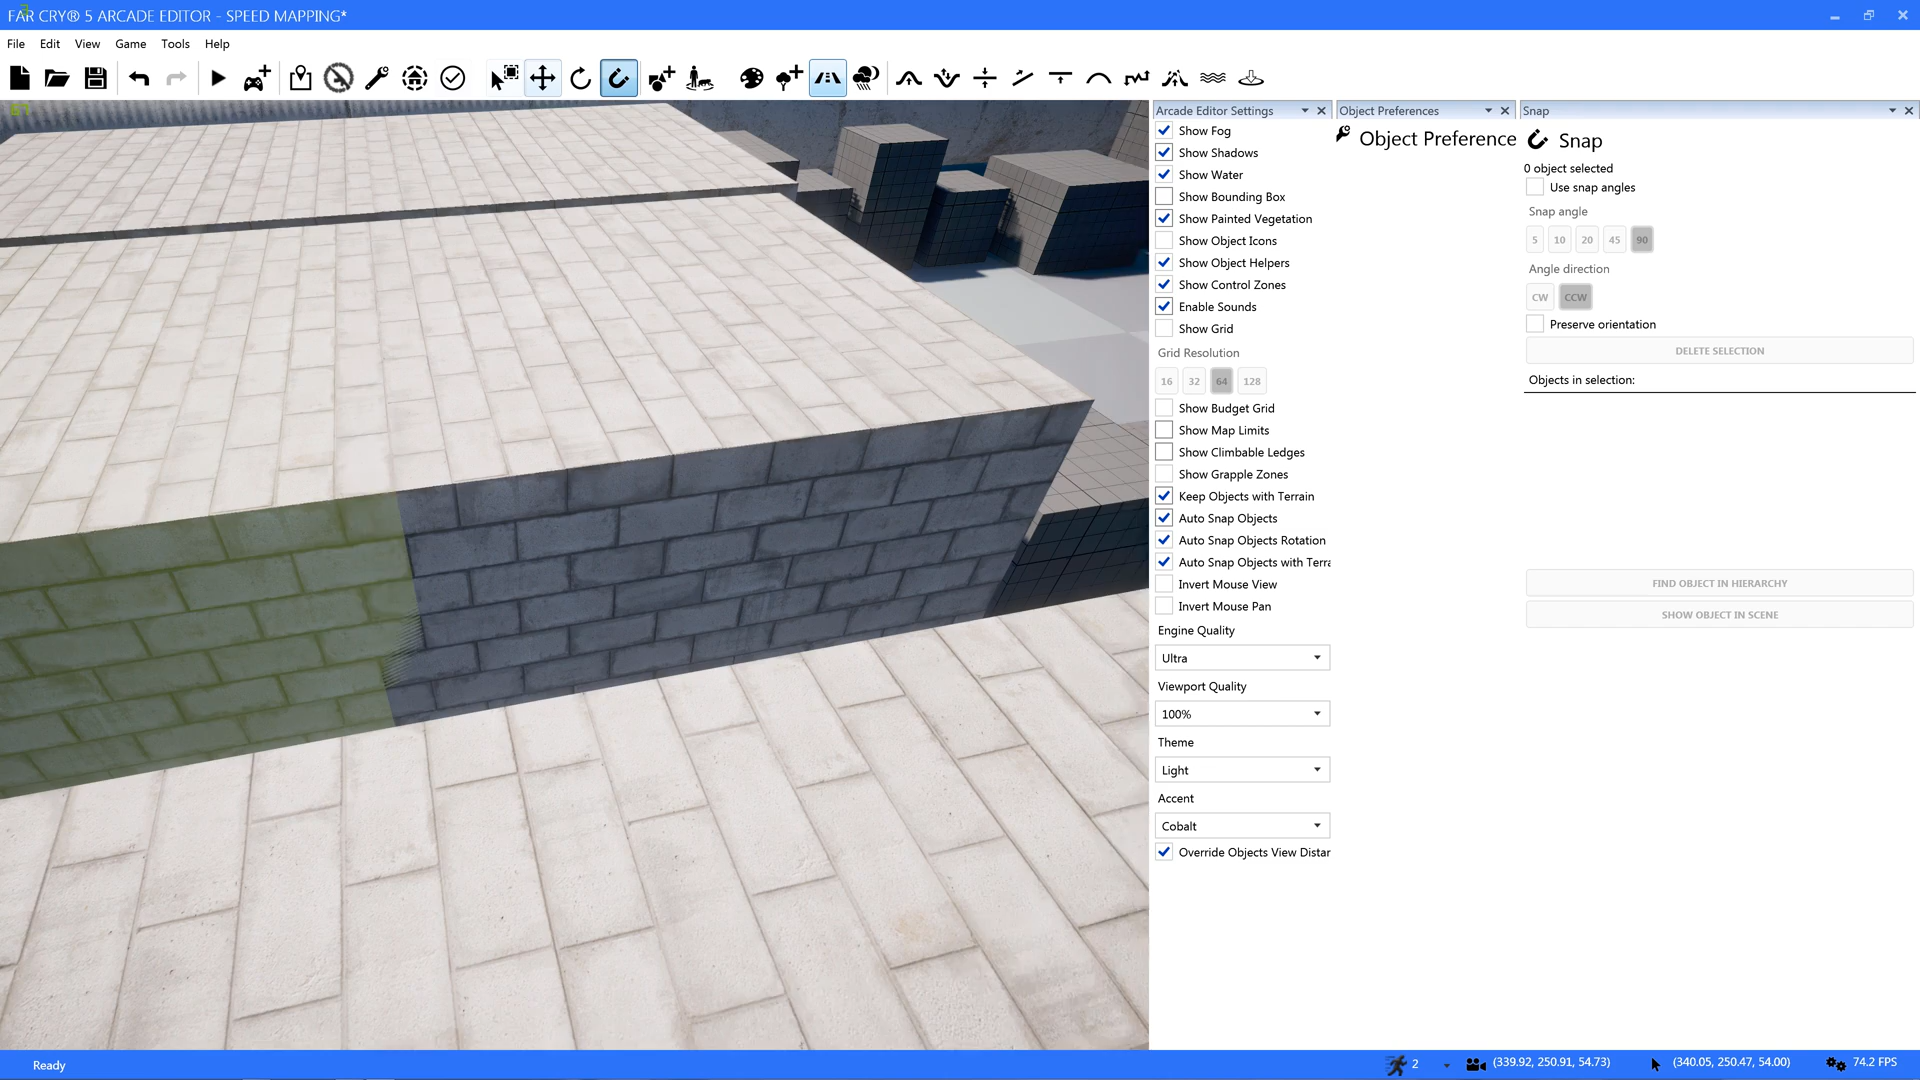 FAR CRY® 5 ARCADE EDITOR - SPEED MAPPING*
File Edit View Game Tools Help
Arcade Editor Settings
Show Fog
Show Shadows
Show Water
Show Bounding Box
Show Painted Vegetation
Show Object Icons
Show Object Helpers
Show Control Zones
Enable Sounds
Show Grid
Grid Resolution
16 32 64 128
Show Budget Grid
Show Map Limits
Show Climbable Ledges
Show Grapple Zones
Keep Objects with Terrain
Auto Snap Objects
Auto Snap Objects Rotation
Auto Snap Objects with Terra
Invert Mouse View
Invert Mouse Pan
Engine Quality
Ultra
Viewport Quality
100%
Theme
Light
Accent
Cobalt
Override Objects View Distar
Object Preferences
Object Preference
Snap
Snap
0 object selected
Use snap angles
Snap angle
5 10 20 45 90
Angle direction
CW CCW
Preserve orientation
DELETE SELECTION
Objects in selection:
FIND OBJECT IN HIERARCHY
SHOW OBJECT IN SCENE
Ready
2
(339.92, 250.91, 54.73)
(340.05, 250.47, 54.00)
74.2 FPS